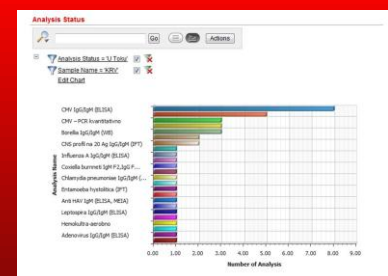 Analysis Status
Go
Actions
Analysis Status = 'U Toku'
Sample Name = 'KRV'
Edit Chart
CMV IgG/IgM (ELISA)
CMV - PCR kvantitativno
Borelia IgG/IgM (WB)
CNS profil na 20 Ag IgG/IgM (IFT)
Influenza A IgG/IgM (ELISA)
Coxiella burneti IgM F2,IgG F...
Chlamydia pneumoniae IgG/IgM (...
Entamoeba hystolitica (IFT)
Anti HAV IgM (ELISA, MEIA)
Leptospira IgG/IgM (ELISA)
Hemokultura-aerobno
Adenovirus IgG/IgM (ELISA)
Analysis Name
0.00 1.00 2.00 3.00 4.00 5.00 6.00 7.00 8.00 9.00
Number of Analysis